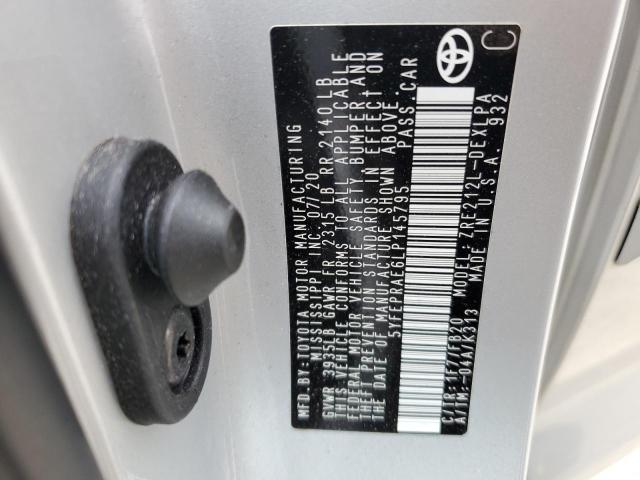 MFD.BY:TOYOTA MOTOR MANUFACTURING
MISSISSIPPI INC. 07/20
GVWR 3935LB GAWR FR 2315 LB RR 2140 LB
THIS VEHICLE CONFORMS TO ALL APPLICABLE
FEDERAL MOTOR VEHICLE SAFETY BUMPER, AND
THEFT PREVENTION STANDARDS IN EFFECT ON
THE DATE OF MANUFACTURE SHOWN ABOVE.
5YFEPRAE6LP145795 PASS.CAR
C/TR:1F7/FB20 MODEL:ZRE212L-DEXLPA
A/TM:-04A/K313 MADE IN U.S.A. 932
TOYOTA C